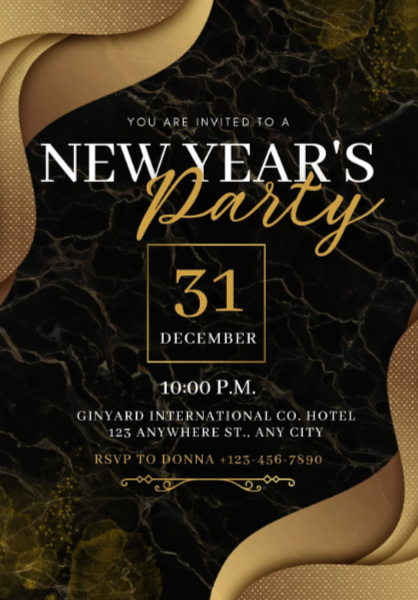 YOU ARE INVITED TO A
NEW YEAR'S
Party
31
DECEMBER
10:00 P.M.
GINYARD INTERNATIONAL CO. HOTEL
123 ANYWHERE ST., ANY CITY
RSVP TO DONNA +123-456-7890